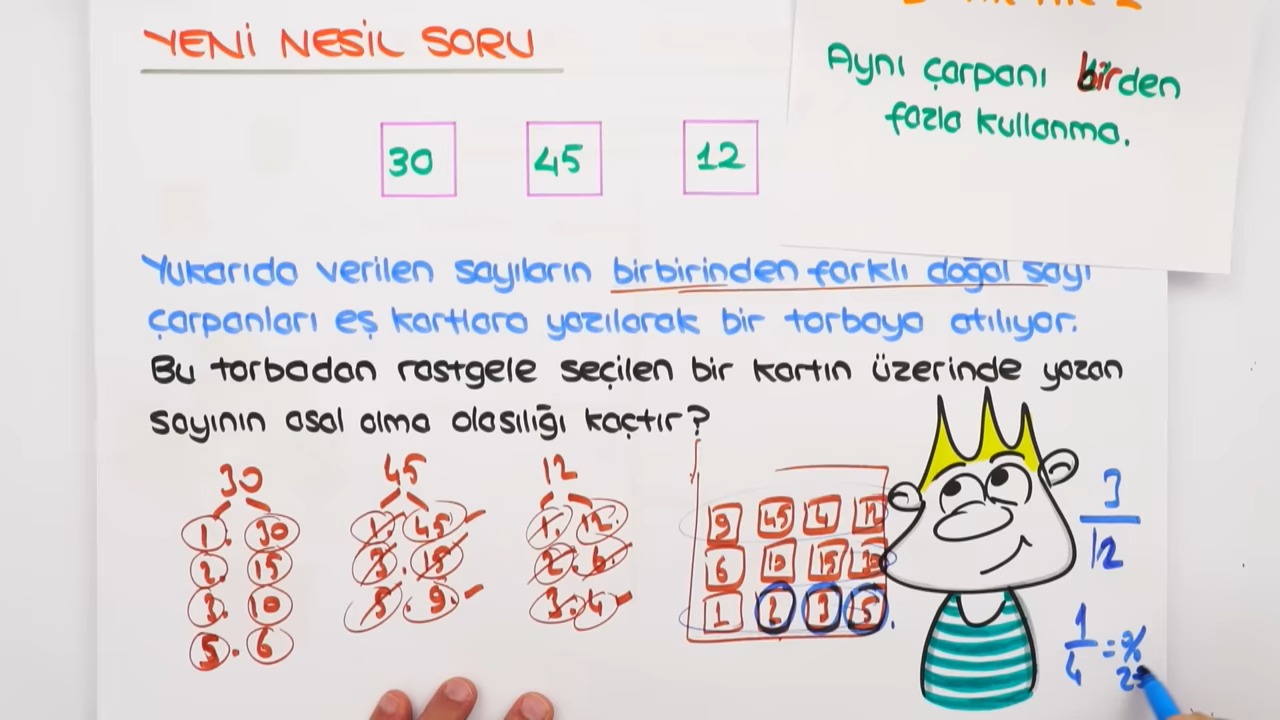 YENİ NESİL SORU
Aynı çarpanı birden
fazla kullanma.
30 45 12
Yukarıda verilen sayıların birbirinden farklı doğal sayı
çarpanları eş kartlara yazılarak bir torbaya atılıyor.
Bu torbadan rastgele seçilen bir kartın üzerinde yazan
sayının asal olma olasılığı kaçtır?
30
1. 30
2. 15
3. 10
5. 6
45
1. 45
3. 15
5. 9.
12
1. 12.
2. 6.
3. 4
9 45 4 12
6 10 15 30
1 2 3 5
3
12
1
4
= %
25